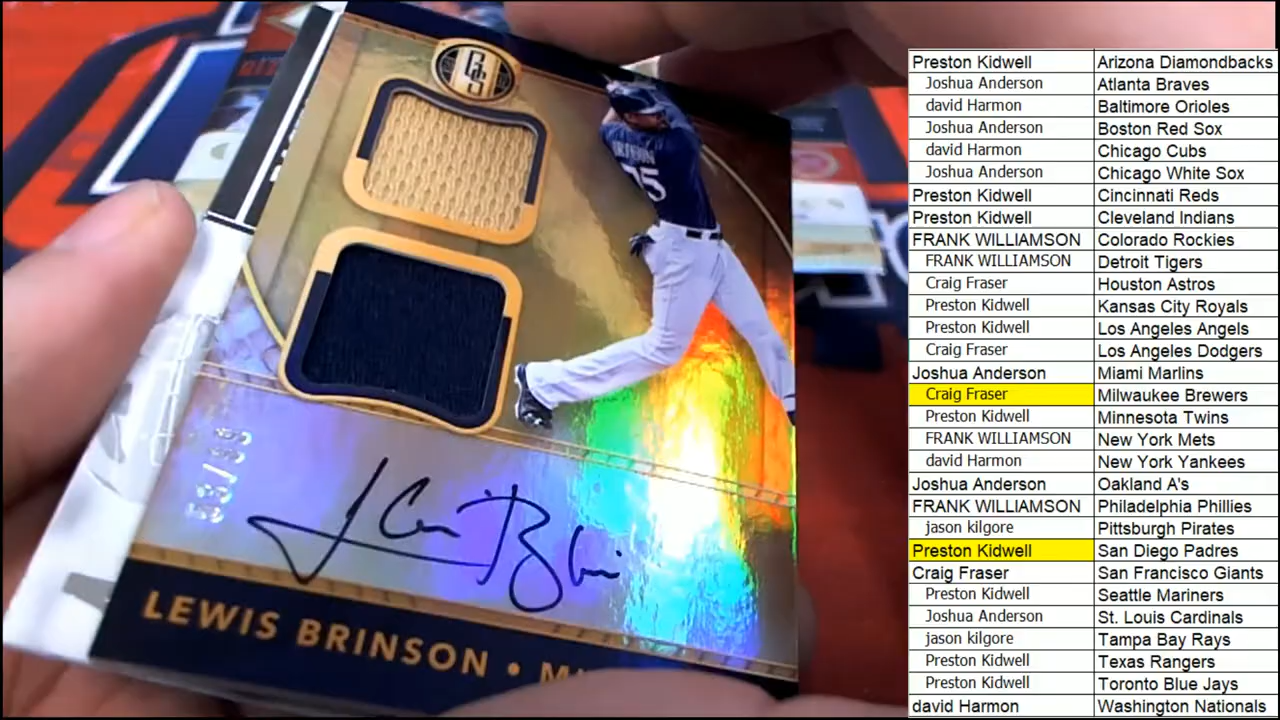 GS
BRINSON
25
LEWIS BRINSON • MI
Preston Kidwell Arizona Diamondbacks
Joshua Anderson Atlanta Braves
david Harmon Baltimore Orioles
Joshua Anderson Boston Red Sox
david Harmon Chicago Cubs
Joshua Anderson Chicago White Sox
Preston Kidwell Cincinnati Reds
Preston Kidwell Cleveland Indians
FRANK WILLIAMSON Colorado Rockies
FRANK WILLIAMSON Detroit Tigers
Craig Fraser Houston Astros
Preston Kidwell Kansas City Royals
Preston Kidwell Los Angeles Angels
Craig Fraser Los Angeles Dodgers
Joshua Anderson Miami Marlins
Craig Fraser Milwaukee Brewers
Preston Kidwell Minnesota Twins
FRANK WILLIAMSON New York Mets
david Harmon New York Yankees
Joshua Anderson Oakland A's
FRANK WILLIAMSON Philadelphia Phillies
jason kilgore Pittsburgh Pirates
Preston Kidwell San Diego Padres
Craig Fraser San Francisco Giants
Preston Kidwell Seattle Mariners
Joshua Anderson St. Louis Cardinals
jason kilgore Tampa Bay Rays
Preston Kidwell Texas Rangers
Preston Kidwell Toronto Blue Jays
david Harmon Washington Nationals